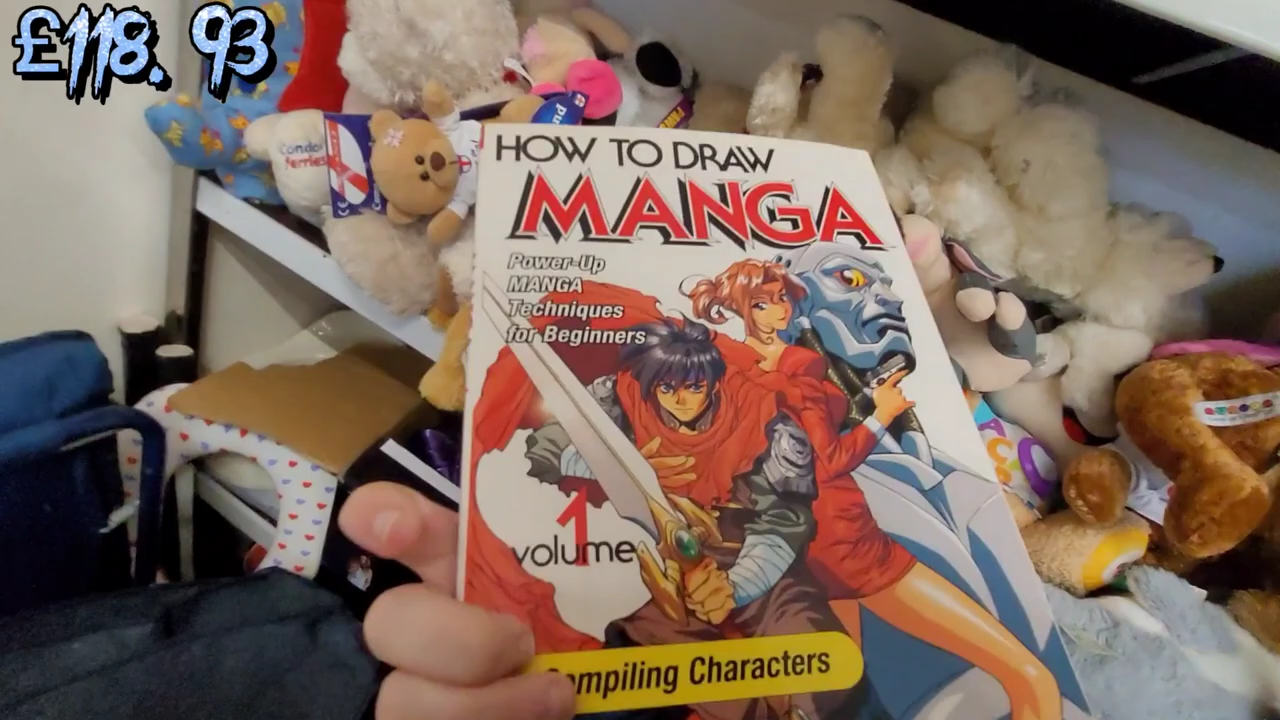 £118. 93
Condor
Ferries
HOW TO DRAW
MANGA
Power-Up
MANGA
Techniques
for Beginners
1
volume
Compiling Characters